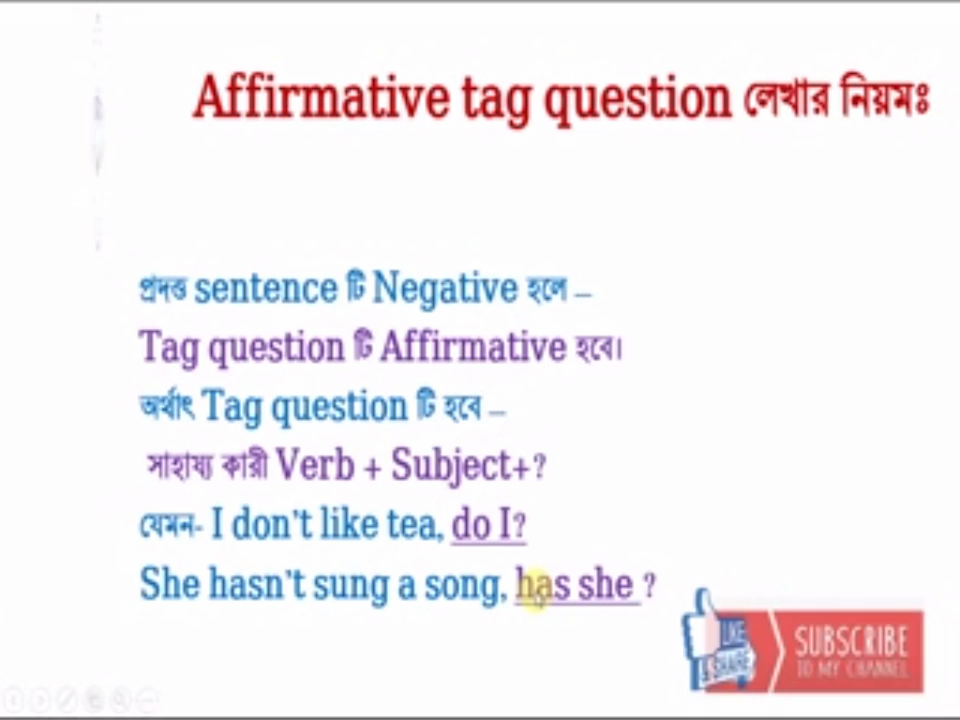 Affirmative tag question লেখার নিয়মঃ
প্রদত্ত sentence টি Negative হলে –
Tag question টি Affirmative হবে।
অর্থাৎ Tag question টি হবে –
সাহায্য কারী Verb + Subject+?
যেমন- I don't like tea, do I?
She hasn't sung a song, has she ?
LIKE
& SHARE
SUBSCRIBE
TO MY CHANNEL